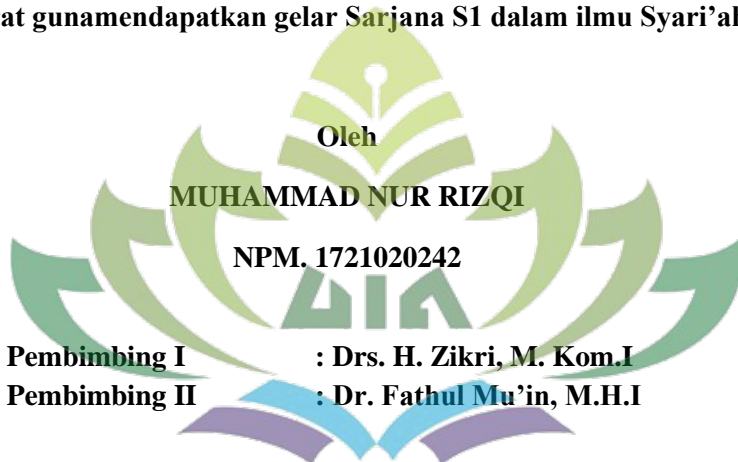 at gunamendapatkan gelar Sarjana S1 dalam ilmu Syari’ah
Oleh
MUHAMMAD NUR RIZQI
NPM. 1721020242
UIN
Pembimbing I : Drs. H. Zikri, M. Kom.I
Pembimbing II : Dr. Fathul Mu’in, M.H.I